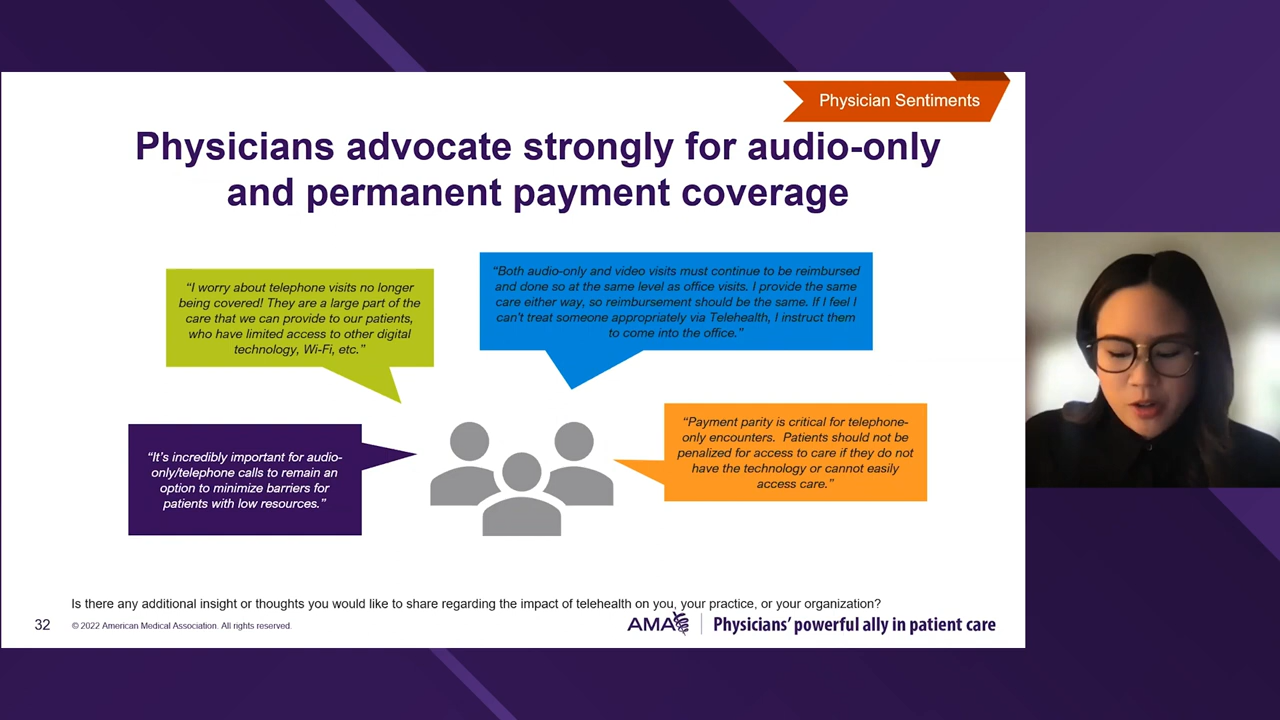 Physician Sentiments
Physicians advocate strongly for audio-only
and permanent payment coverage
“I worry about telephone visits no longer
being covered! They are a large part of the
care that we can provide to our patients,
who have limited access to other digital
technology, Wi-Fi, etc.”
“Both audio-only and video visits must continue to be reimbursed
and done so at the same level as office visits. I provide the same
care either way, so reimbursement should be the same. If I feel I
can't treat someone appropriately via Telehealth, I instruct them
to come into the office.”
“It’s incredibly important for audio-
only/telephone calls to remain an
option to minimize barriers for
patients with low resources.”
“Payment parity is critical for telephone-
only encounters.  Patients should not be
penalized for access to care if they do not
have the technology or cannot easily
access care.”
Is there any additional insight or thoughts you would like to share regarding the impact of telehealth on you, your practice, or your organization?
32
© 2022 American Medical Association. All rights reserved.
AMA
Physicians’ powerful ally in patient care